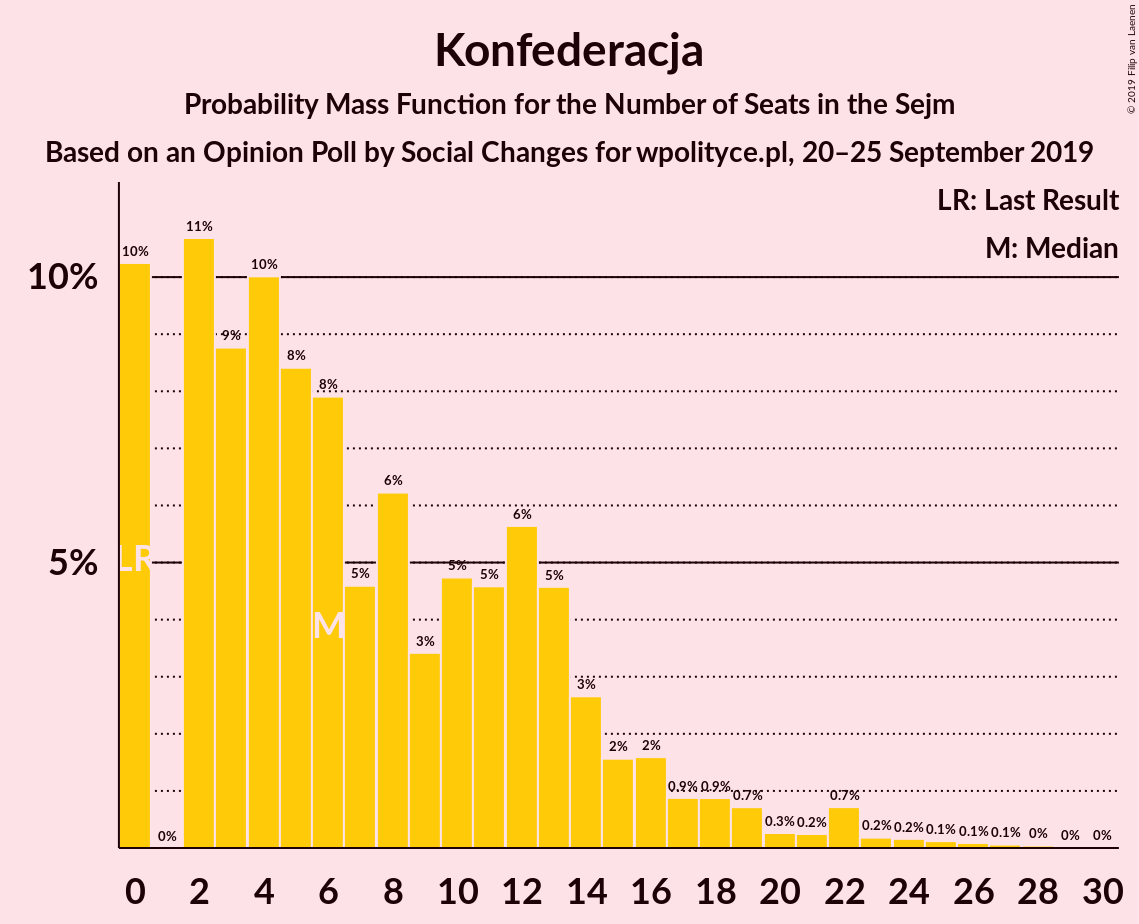 Konfederacja
Probability Mass Function for the Number of Seats in the Sejm
Based on an Opinion Poll by Social Changes for wpolityce.pl, 20–25 September 2019
© 2019 Filip van Laenen
LR: Last Result
M: Median
10%
5%
10% 0% 11% 9% 10% 8% 8% 5% 6% 3% 5% 5% 6% 5% 3% 2% 2% 0.9% 0.9% 0.7% 0.3% 0.2% 0.7% 0.2% 0.2% 0.1% 0.1% 0.1% 0% 0% 0%
LR
M
0 2 4 6 8 10 12 14 16 18 20 22 24 26 28 30